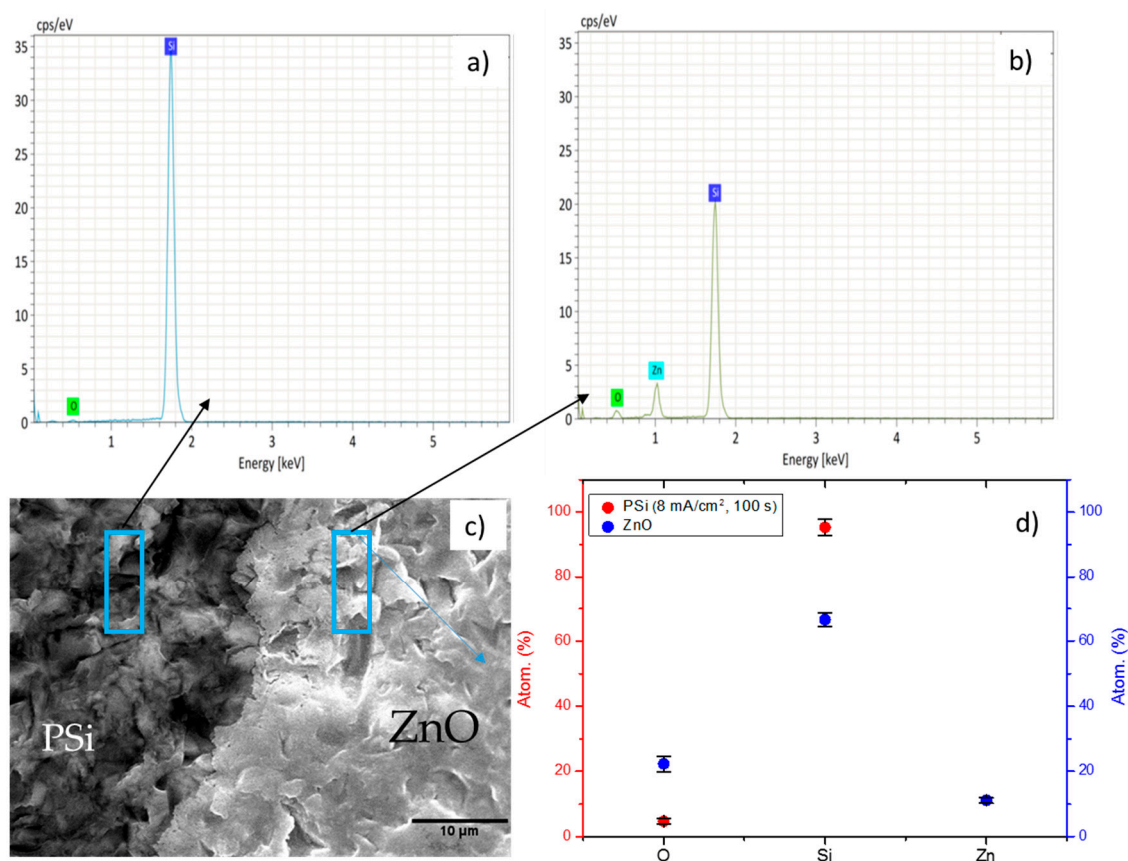 cps/eV
35
30
25
20
15
10
5
0
Si
O
a)
1 2 3 4 5
Energy [keV]
cps/eV
35
30
25
20
15
10
5
0
Si
Zn
O
b)
1 2 3 4 5
Energy [keV]
c)
PSi
ZnO
10 µm
d)
PSi (8 mA/cm², 100 s)
ZnO
Atom. (%)
100
80
60
40
20
0
O Si Zn
100
80
60
40
20
0
Atom. (%)